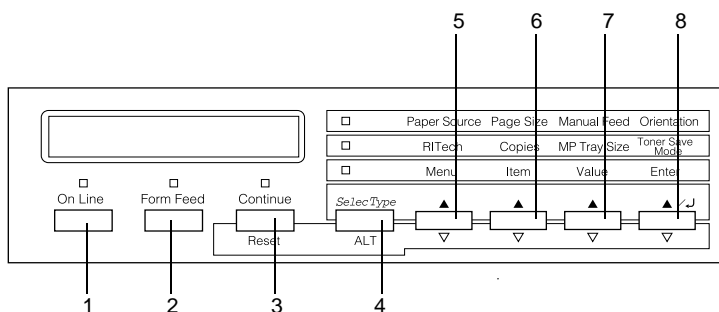 5 6 7 8
Paper Source Page Size Manual Feed Orientation
RITech Copies MP Tray Size Toner Save Mode
Menu Item Value Enter
On Line Form Feed Continue SelecType
Reset ALT
1 2 3 4